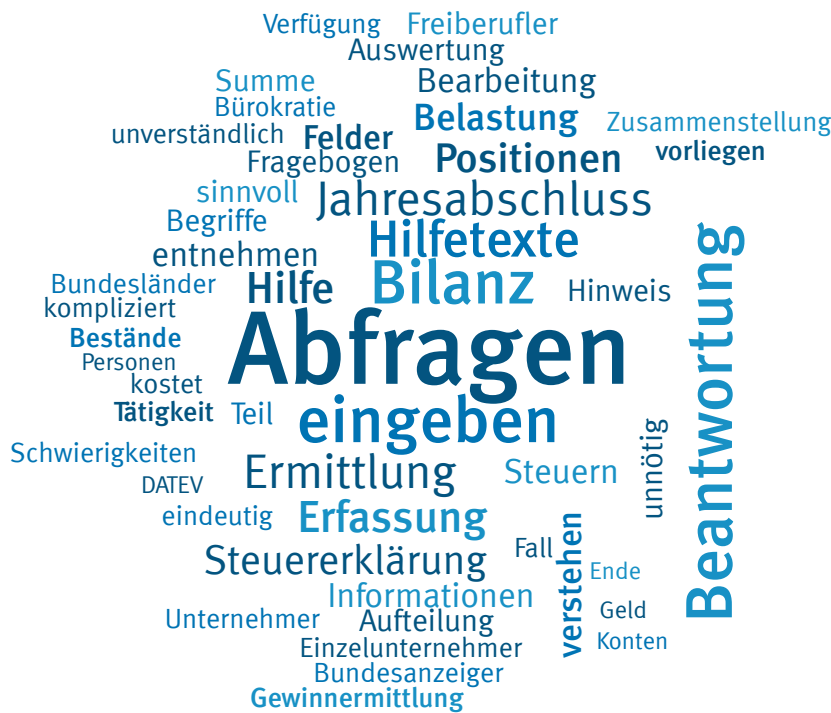 Verfügung Freiberufler
Auswertung
Summe Bearbeitung
Bürokratie
Belastung Zusammenstellung
unverständlich Felder
Fragebogen Positionen vorliegen
sinnvoll Jahresabschluss
Begriffe Hilfetexte
entnehmen
Bundesländer Hilfe Bilanz Hinweis
kompliziert
Bestände Abfragen
Personen
kostet
Tätigkeit Teil eingeben
Beantwortung
Schwierigkeiten Ermittlung Steuern unnötig
DATEV
eindeutig Erfassung
Steuererklärung Fall verstehen
Informationen Ende
Unternehmer Aufteilung Geld
Einzelunternehmer Konten
Bundesanzeiger
Gewinnermittlung